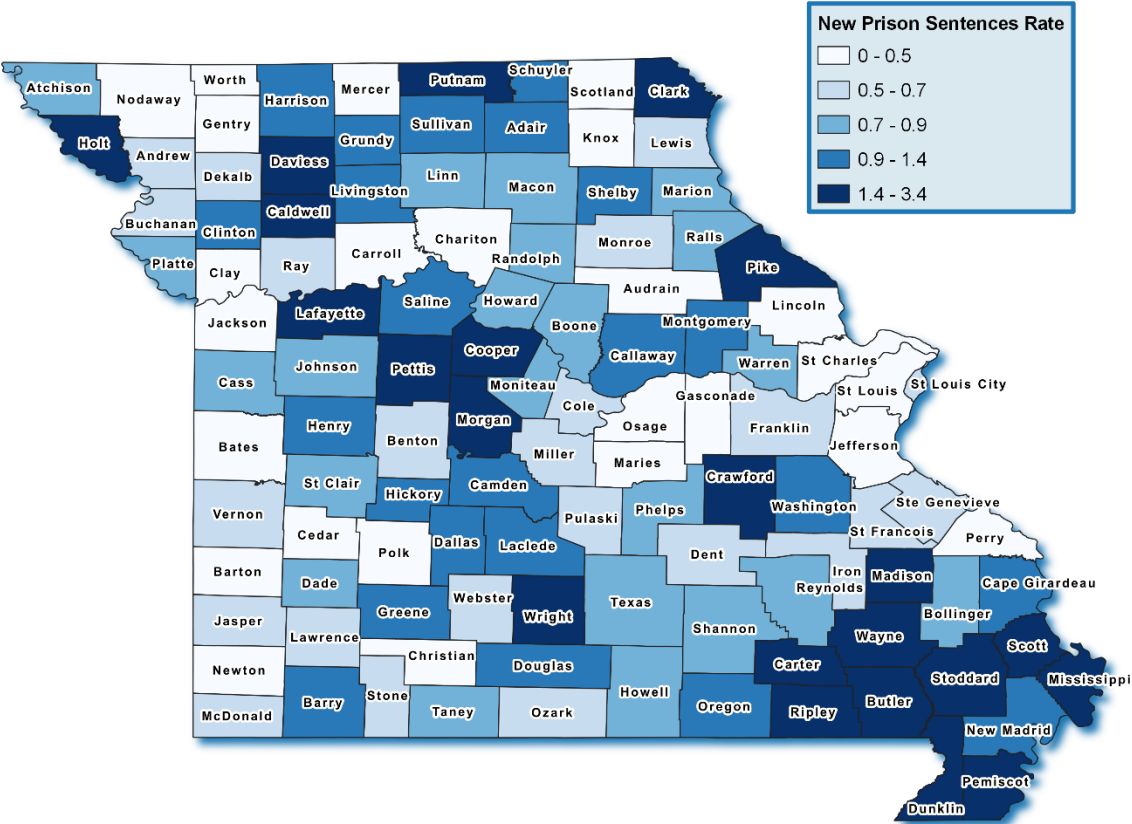 New Prison Sentences Rate
0 - 0.5
0.5 - 0.7
0.7 - 0.9
0.9 - 1.4
1.4 - 3.4
Atchison
Nodaway
Worth
Harrison
Mercer
Putnam
Schuyler
Scotland
Clark
Holt
Andrew
Gentry
Daviess
Grundy
Sullivan
Adair
Knox
Lewis
Dekalb
Livingston
Linn
Macon
Shelby
Marion
Buchanan
Clinton
Caldwell
Carroll
Chariton
Randolph
Monroe
Ralls
Platte
Clay
Ray
Pike
Audrain
Lincoln
Jackson
Lafayette
Saline
Howard
Boone
Montgomery
Callaway
Cass
Johnson
Pettis
Cooper
Moniteau
Warren
St Charles
St Louis
St Louis City
Bates
Henry
Benton
Morgan
Cole
Osage
Gasconade
Franklin
Jefferson
St Clair
Hickory
Camden
Miller
Maries
Crawford
Washington
Ste Genevieve
Vernon
Cedar
Polk
Dallas
Laclede
Pulaski
Phelps
Dent
St Francois
Perry
Barton
Dade
Greene
Webster
Wright
Texas
Iron
Reynolds
Madison
Bollinger
Cape Girardeau
Jasper
Lawrence
Christian
Douglas
Shannon
Wayne
Scott
Newton
Stone
Howell
Carter
Stoddard
Mississippi
McDonald
Barry
Taney
Ozark
Oregon
Ripley
Butler
New Madrid
Pemiscot
Dunklin